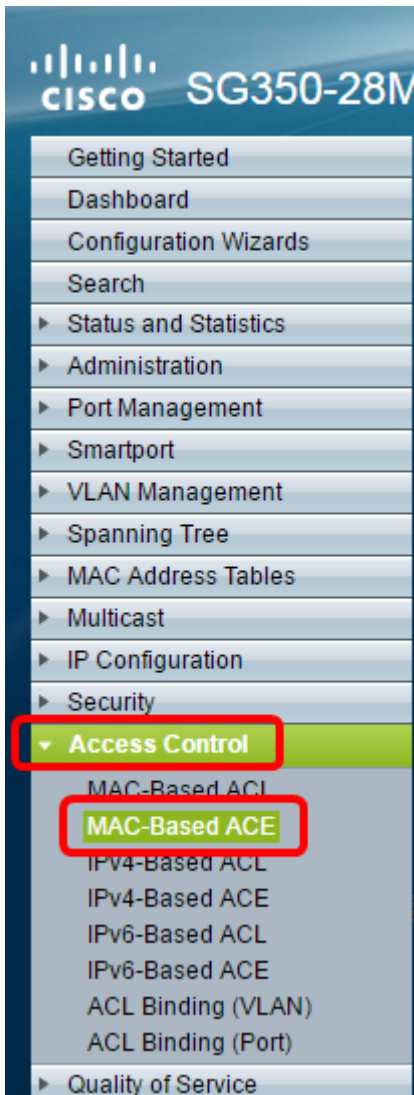 cisco SG350-28M
Getting Started
Dashboard
Configuration Wizards
Search
Status and Statistics
Administration
Port Management
Smartport
VLAN Management
Spanning Tree
MAC Address Tables
Multicast
IP Configuration
Security
Access Control
MAC-Based ACL
MAC-Based ACE
IPv4-Based ACL
IPv4-Based ACE
IPv6-Based ACL
IPv6-Based ACE
ACL Binding (VLAN)
ACL Binding (Port)
Quality of Service